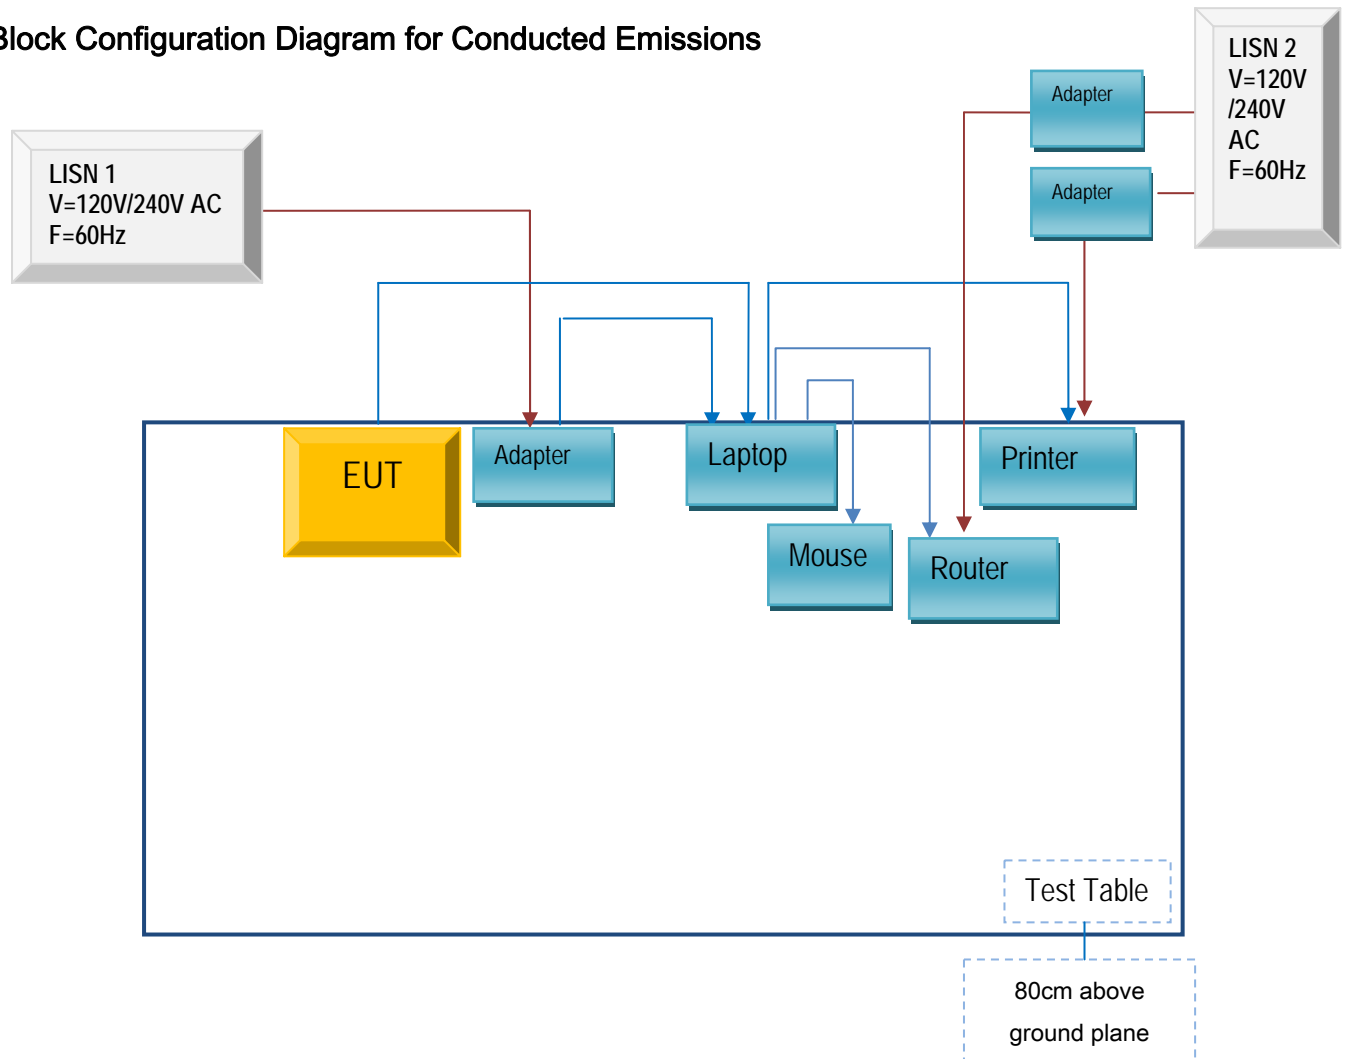 Block Configuration Diagram for Conducted Emissions
LISN 1
V=120V/240V AC
F=60Hz
Adapter
Adapter
LISN 2
V=120V
/240V
AC
F=60Hz
EUT
Adapter
Laptop
Printer
Mouse
Router
Test Table
80cm above
ground plane